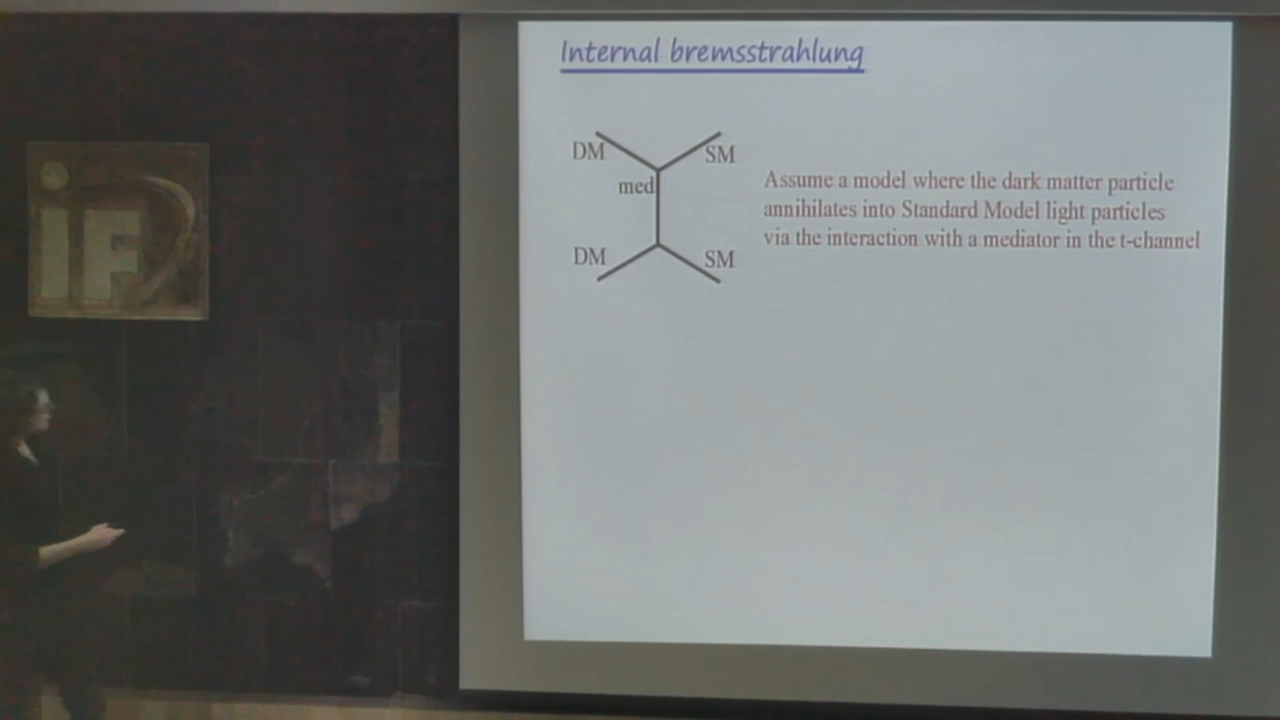 Internal bremsstrahlung
DM
SM
med
DM
SM
Assume a model where the dark matter particle
annihilates into Standard Model light particles
via the interaction with a mediator in the t-channel
iF